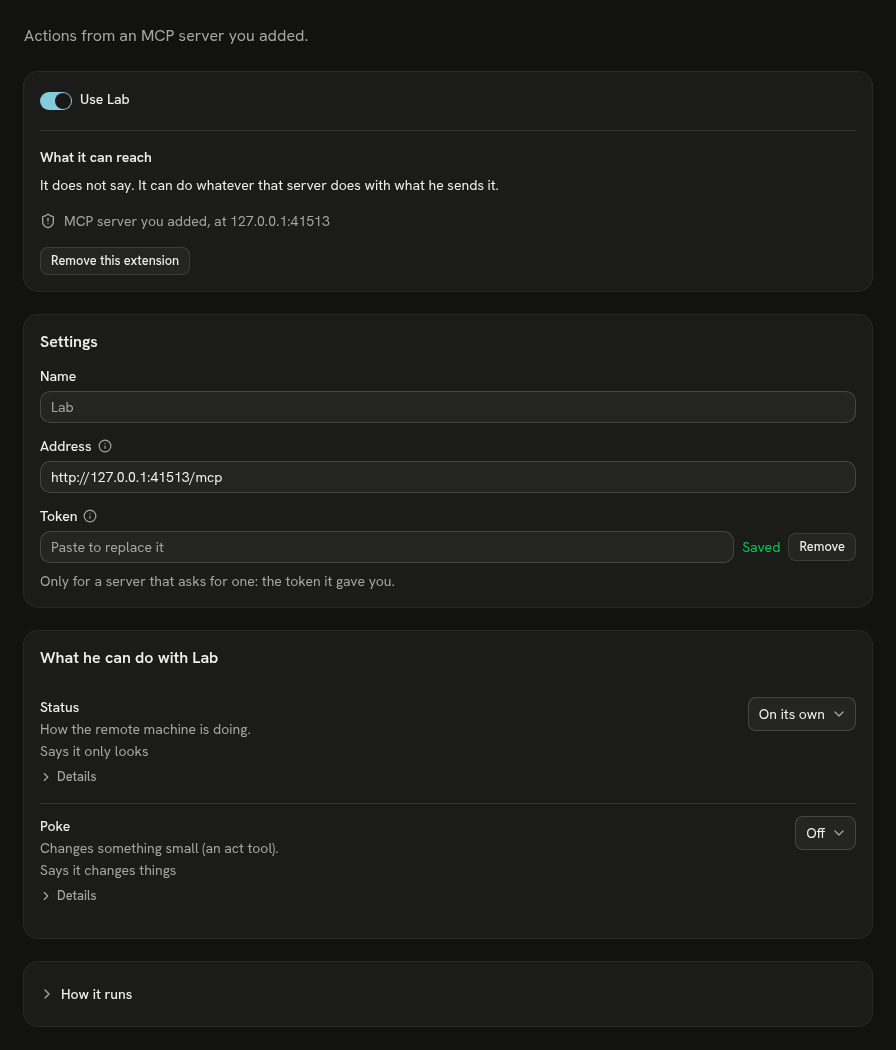 Actions from an MCP server you added.
Use Lab
What it can reach
It does not say. It can do whatever that server does with what he sends it.
MCP server you added, at 127.0.0.1:41513
Remove this extension
Settings
Name
Lab
Address
http://127.0.0.1:41513/mcp
Token
Paste to replace it
Saved
Remove
Only for a server that asks for one: the token it gave you.
What he can do with Lab
Status
On its own
How the remote machine is doing.
Says it only looks
Details
Poke
Off
Changes something small (an act tool).
Says it changes things
Details
How it runs